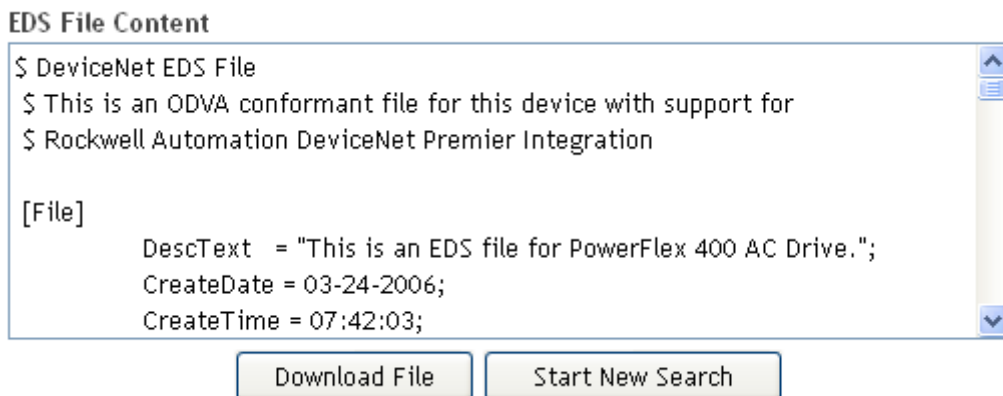 EDS File Content
$ DeviceNet EDS File
$ This is an ODVA conformant file for this device with support for
$ Rockwell Automation DeviceNet Premier Integration
[File]
DescText = "This is an EDS file for PowerFlex 400 AC Drive.";
CreateDate = 03-24-2006;
CreateTime = 07:42:03;
Download File
Start New Search